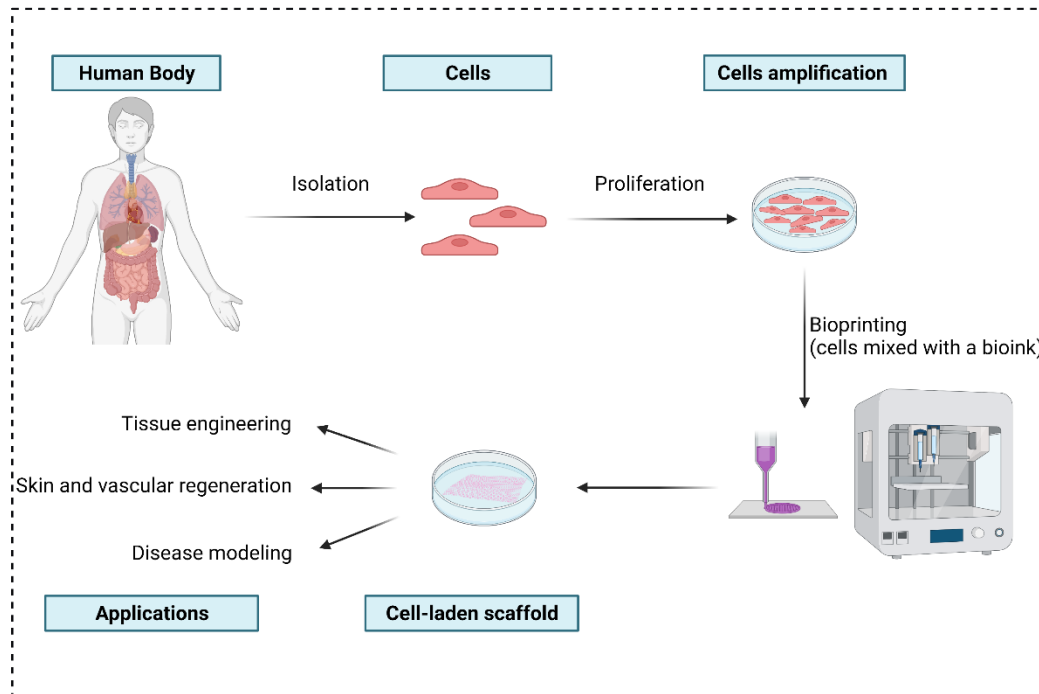 Human Body
Cells
Cells amplification
Isolation
Proliferation
Bioprinting
(cells mixed with a bioink)
Tissue engineering
Skin and vascular regeneration
Disease modeling
Applications
Cell-laden scaffold